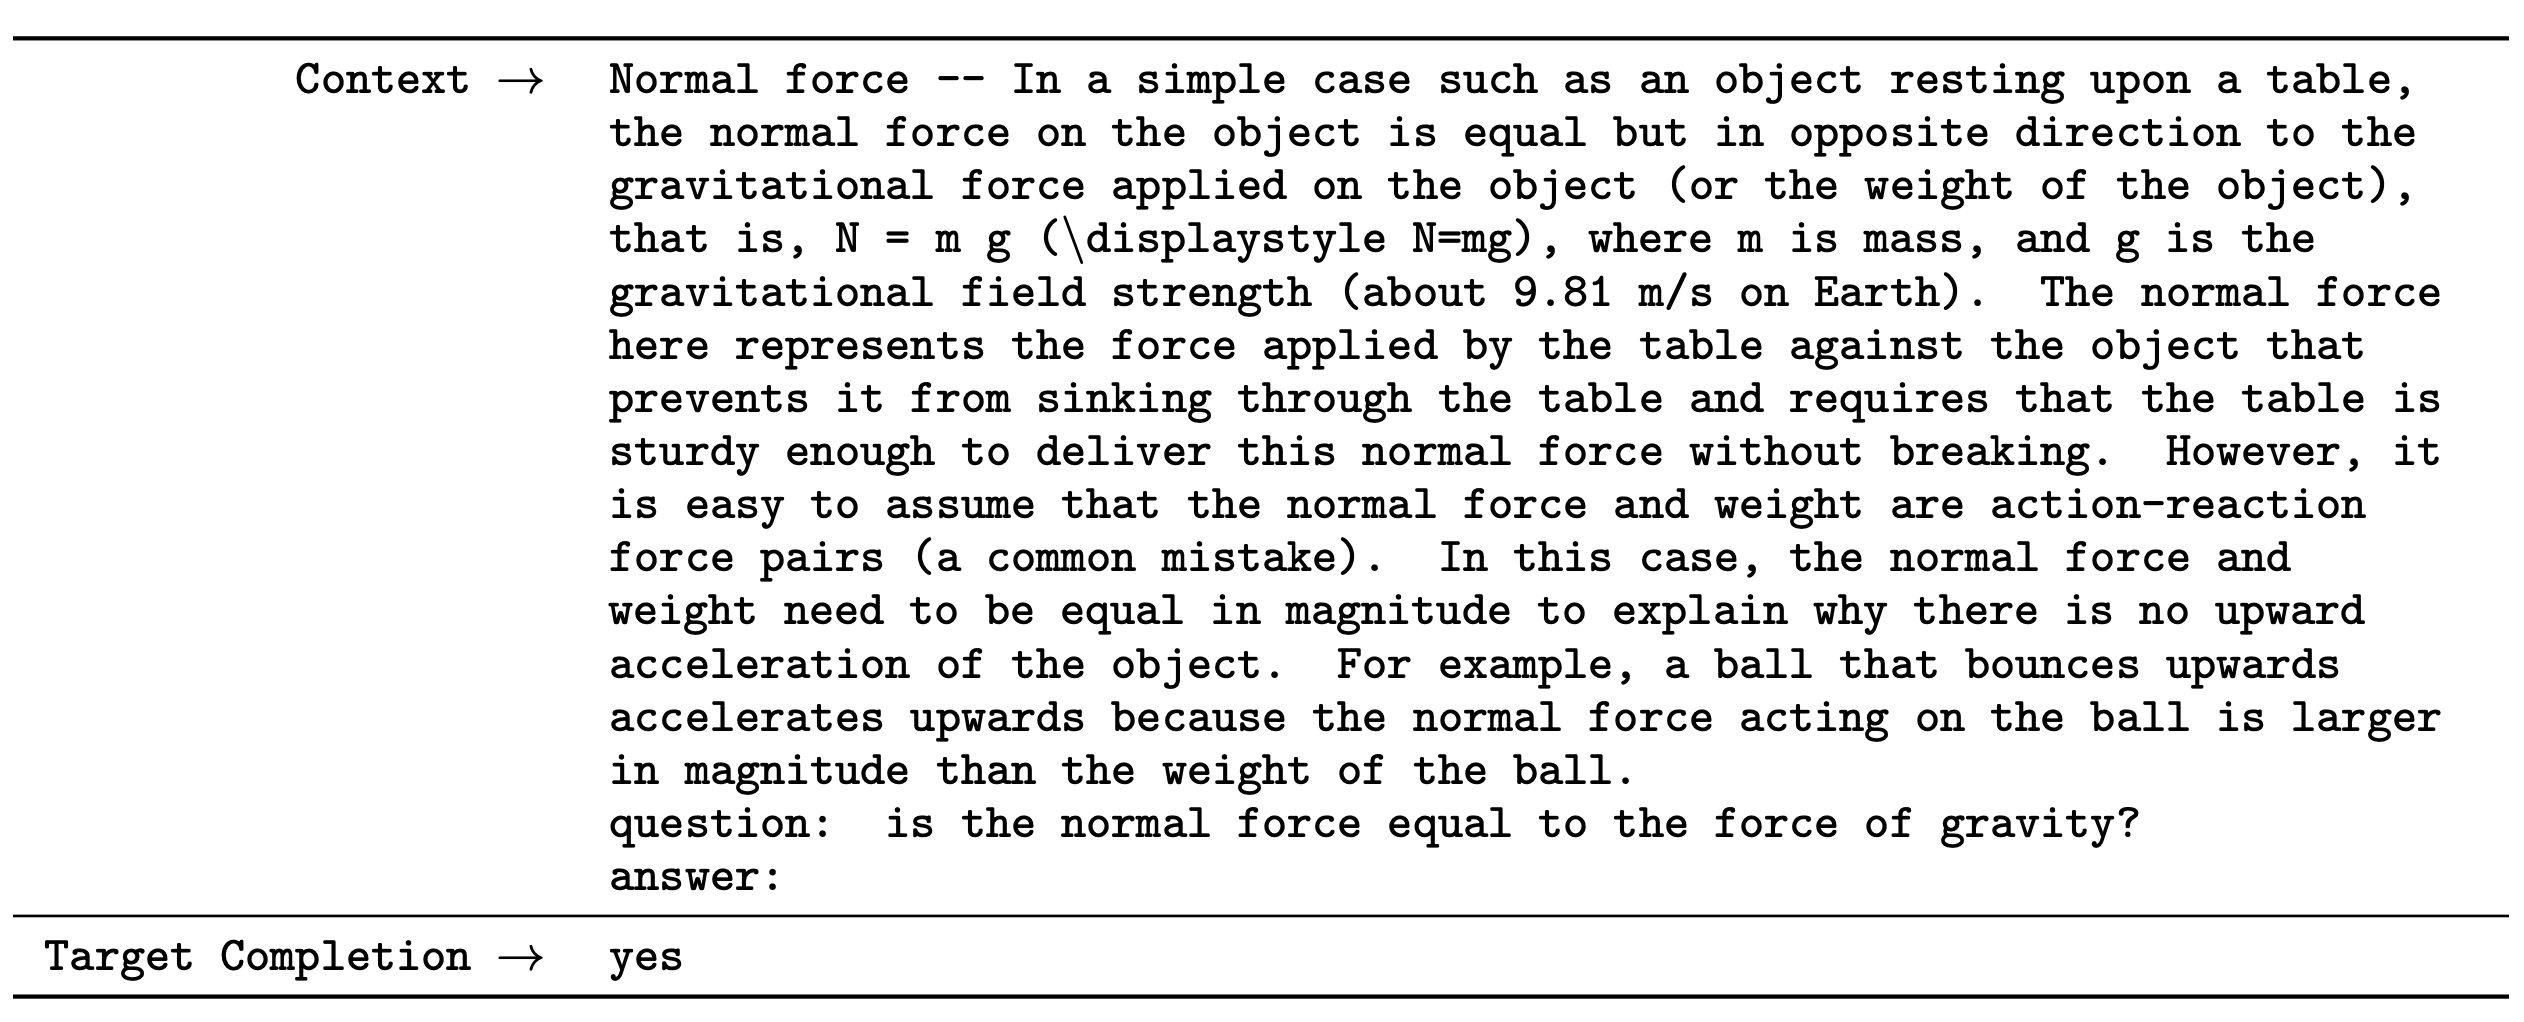 Context → Normal force -- In a simple case such as an object resting upon a table,
the normal force on the object is equal but in opposite direction to the
gravitational force applied on the object (or the weight of the object),
that is, N = m g (\displaystyle N=mg), where m is mass, and g is the
gravitational field strength (about 9.81 m/s on Earth).  The normal force
here represents the force applied by the table against the object that
prevents it from sinking through the table and requires that the table is
sturdy enough to deliver this normal force without breaking.  However, it
is easy to assume that the normal force and weight are action-reaction
force pairs (a common mistake).  In this case, the normal force and
weight need to be equal in magnitude to explain why there is no upward
acceleration of the object.  For example, a ball that bounces upwards
accelerates upwards because the normal force acting on the ball is larger
in magnitude than the weight of the ball.
question:  is the normal force equal to the force of gravity?
answer:
Target Completion → yes